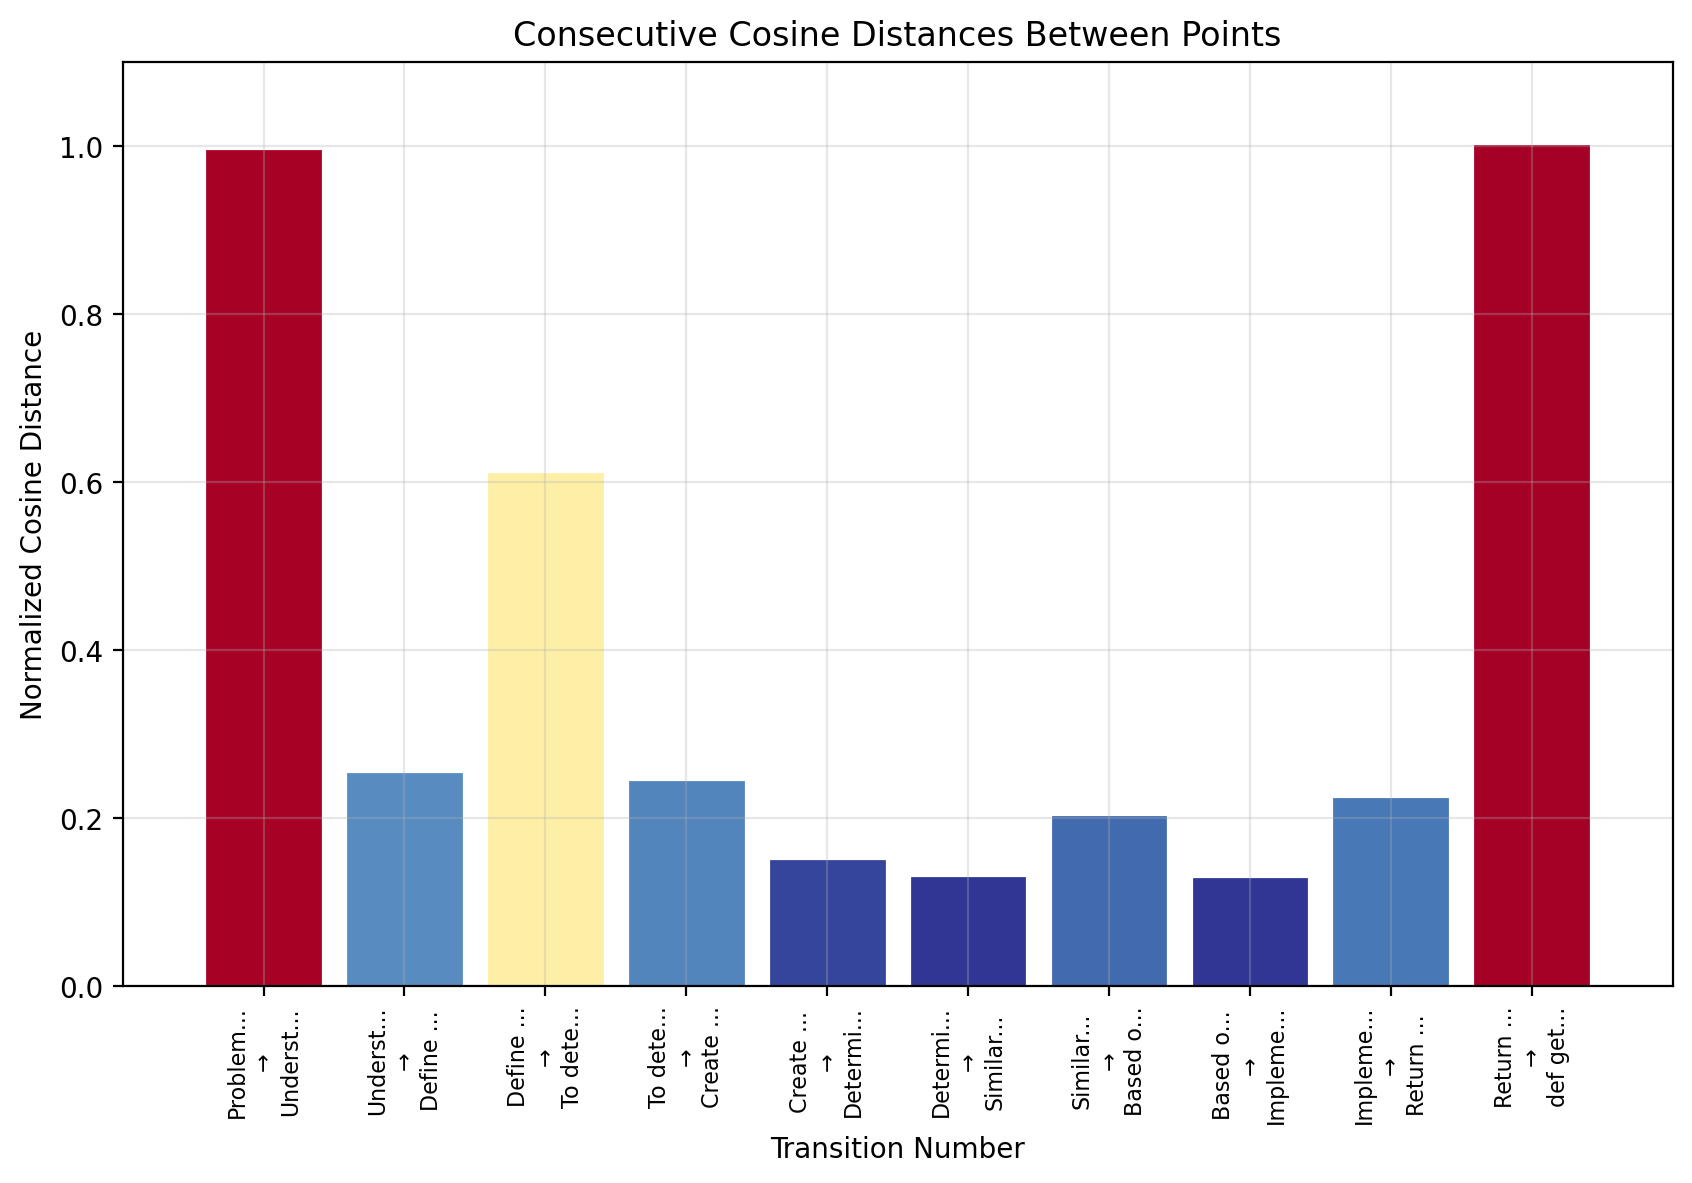 Consecutive Cosine Distances Between Points
Normalized Cosine Distance
1.0
0.8
0.6
0.4
0.2
0.0
Problem...
→
Underst...
Underst...
→
Define ...
Define ...
→
To dete...
To dete...
→
Create ...
Create ...
→
Determi...
Determi...
→
Similar...
Similar...
→
Based o...
Based o...
→
Impleme...
Impleme...
→
Return ...
Return ...
→
def get...
Transition Number